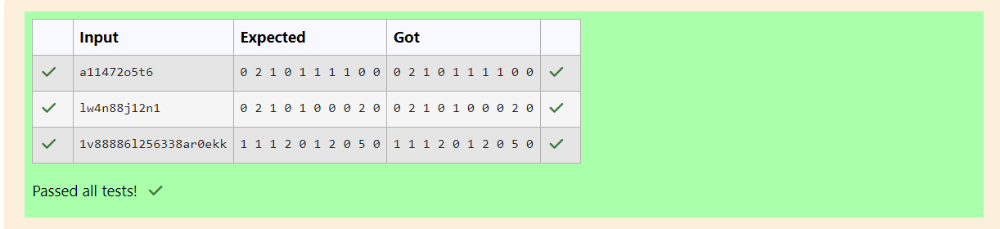 Input Expected Got
a11472o5t6 0 2 1 0 1 1 1 1 0 0 0 2 1 0 1 1 1 1 0 0
lw4n88j12n1 0 2 1 0 1 0 0 0 2 0 0 2 1 0 1 0 0 0 2 0
1v88886l256338ar0ekk 1 1 1 2 0 1 2 0 5 0 1 1 1 2 0 1 2 0 5 0
Passed all tests!